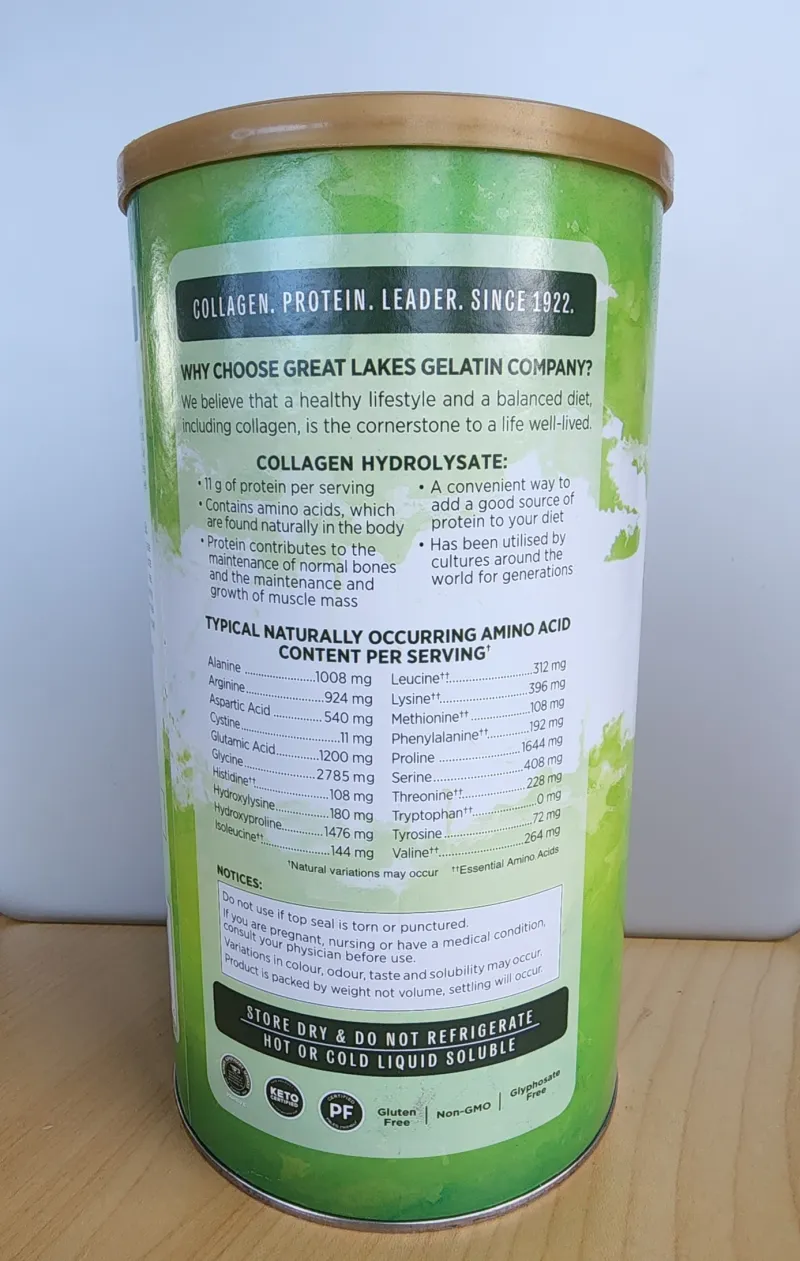 COLLAGEN. PROTEIN. LEADER. SINCE 1922.
WHY CHOOSE GREAT LAKES GELATIN COMPANY?
We believe that a healthy lifestyle and a balanced diet,
including collagen, is the cornerstone to a life well-lived.
COLLAGEN HYDROLYSATE:
• 11 g of protein per serving
• Contains amino acids, which
are found naturally in the body
• Protein contributes to the
maintenance of normal bones
and the maintenance and
growth of muscle mass
• A convenient way to
add a good source of
protein to your diet
• Has been utilised by
cultures around the
world for generations
TYPICAL NATURALLY OCCURRING AMINO ACID
CONTENT PER SERVING†
Alanine 1008 mg
Arginine 924 mg
Aspartic Acid 540 mg
Cystine 11 mg
Glutamic Acid 1200 mg
Glycine 2785 mg
Histidine†† 108 mg
Hydroxylysine 180 mg
Hydroxyproline 1476 mg
Isoleucine†† 144 mg
Leucine†† 312 mg
Lysine†† 396 mg
Methionine†† 108 mg
Phenylalanine†† 192 mg
Proline 1644 mg
Serine 408 mg
Threonine†† 228 mg
Tryptophan†† 0 mg
Tyrosine 72 mg
Valine†† 264 mg
†Natural variations may occur ††Essential Amino Acids
NOTICES:
Do not use if top seal is torn or punctured.
If you are pregnant, nursing or have a medical condition,
consult your physician before use.
Variations in colour, odour, taste and solubility may occur.
Product is packed by weight not volume, settling will occur.
STORE DRY & DO NOT REFRIGERATE
HOT OR COLD LIQUID SOLUBLE
KETO
CERTIFIED
CERTIFIED
PF
Gluten
Free
Non-GMO
Glyphosate
Free